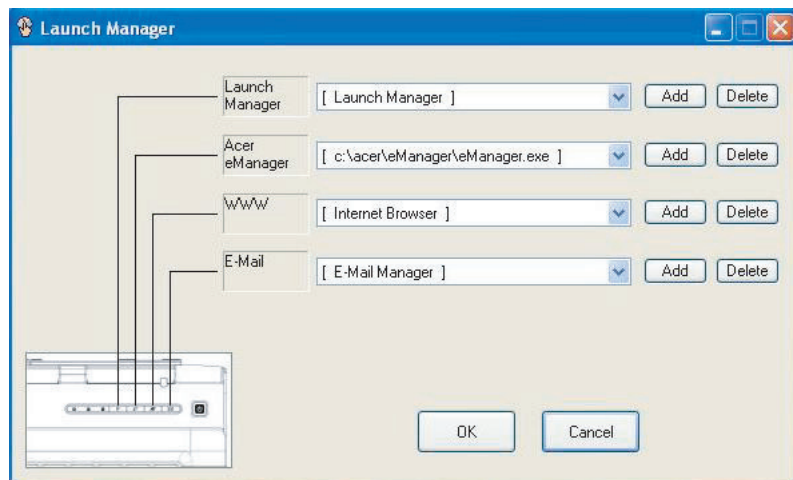 Launch Manager
Launch
Manager
[ Launch Manager ]
Add
Delete
Acer
eManager
[ c:\acer\eManager\eManager.exe ]
Add
Delete
WWW
[ Internet Browser ]
Add
Delete
E-Mail
[ E-Mail Manager ]
Add
Delete
OK
Cancel